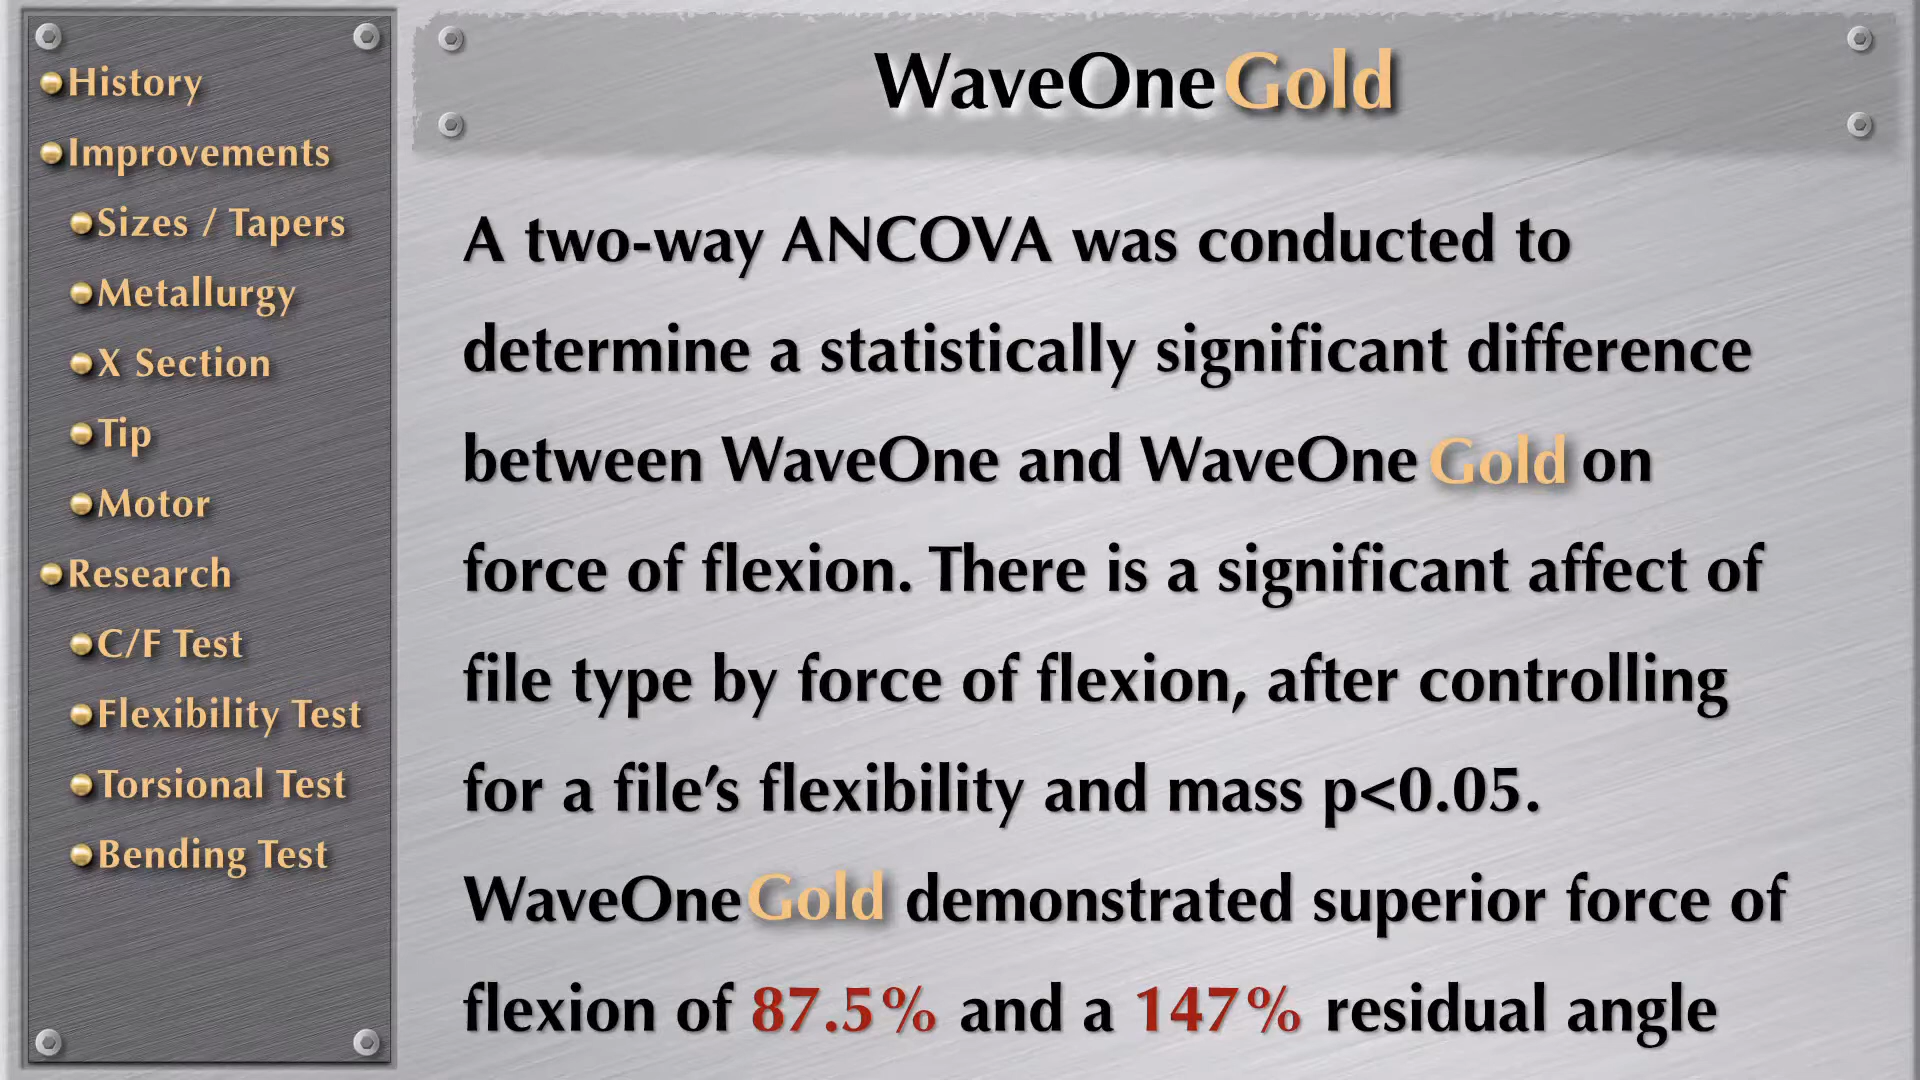 History
Improvements
Sizes / Tapers
Metallurgy
X Section
Tip
Motor
Research
C/F Test
Flexibility Test
Torsional Test
Bending Test
WaveOne Gold
A two-way ANCOVA was conducted to
determine a statistically significant difference
between WaveOne and WaveOne Gold on
force of flexion. There is a significant affect of
file type by force of flexion, after controlling
for a file’s flexibility and mass p<0.05.
WaveOne Gold demonstrated superior force of
flexion of 87.5% and a 147% residual angle